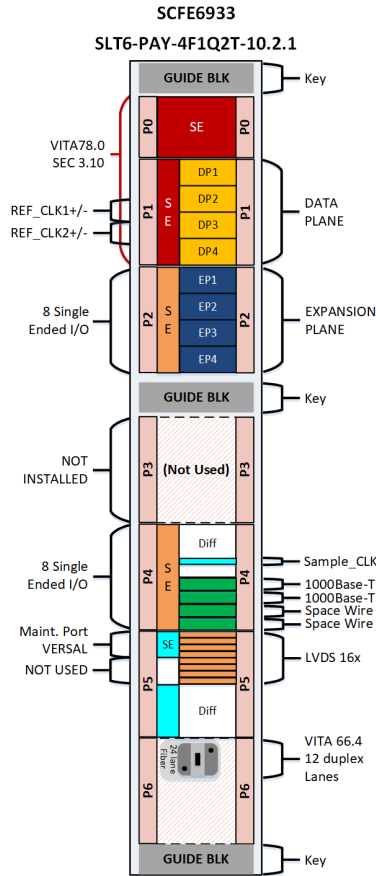 SCFE6933
SLT6-PAY-4F1Q2T-10.2.1
GUIDE BLK
Key
P0
SE
P0
VITA78.0
SEC 3.10
P1
S
E
DP1
DP2
DP3
DP4
P1
REF_CLK1+/-
REF_CLK2+/-
DATA
PLANE
P2
S
E
EP1
EP2
EP3
EP4
P2
8 Single
Ended I/O
EXPANSION
PLANE
GUIDE BLK
Key
NOT
INSTALLED
P3
(Not Used)
P3
8 Single
Ended I/O
P4
S
E
Diff
P4
Sample_CLK
1000Base-T
1000Base-T
Space Wire
Space Wire
Maint. Port
VERSAL
NOT USED
P5
SE
Diff
P5
LVDS 16x
P6
24 lane
Fiber
P6
VITA 66.4
12 duplex
Lanes
GUIDE BLK
Key